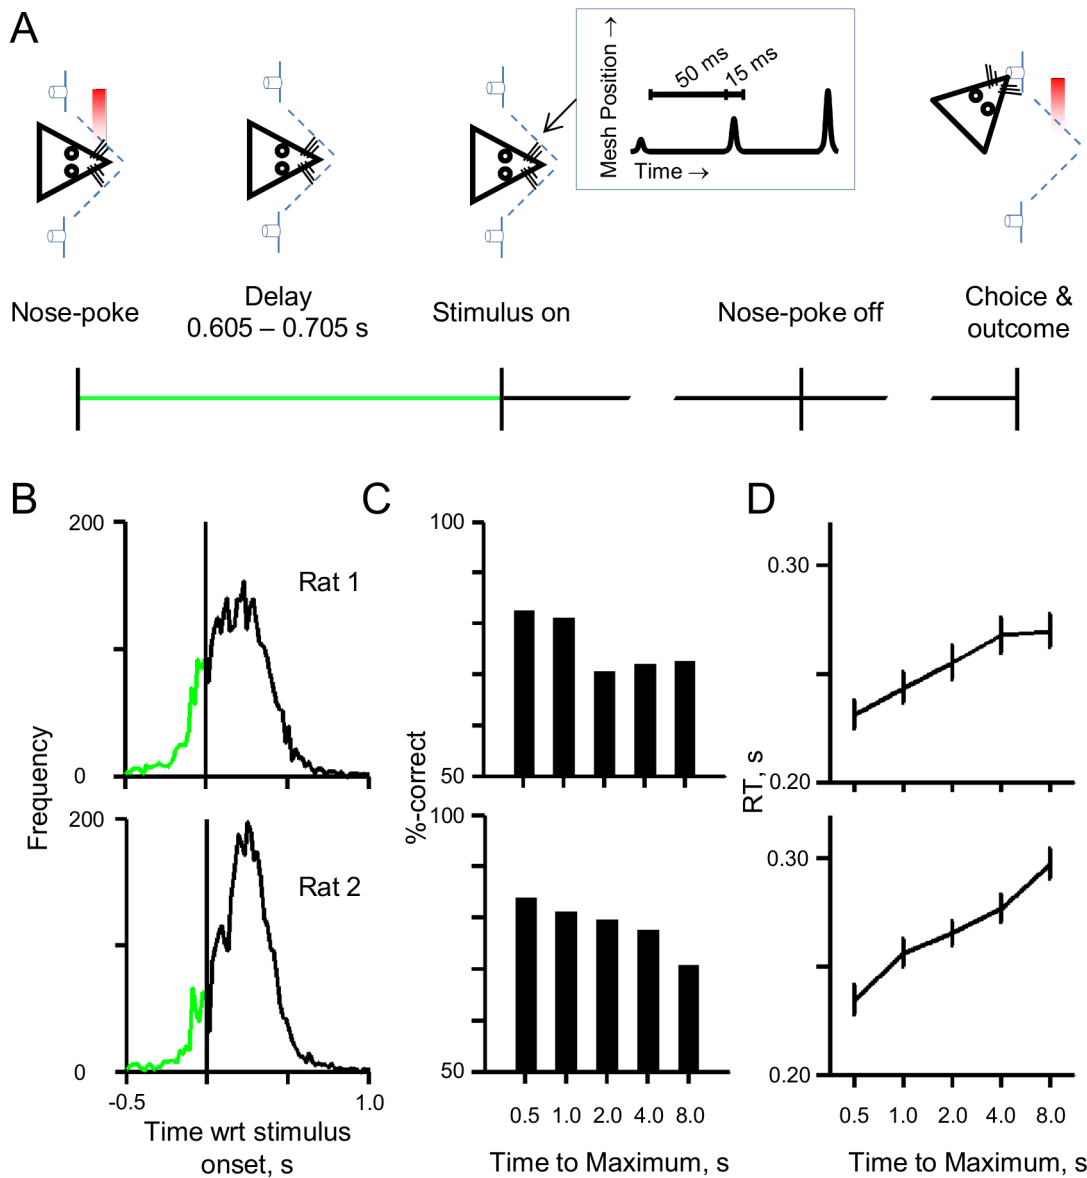 A
Mesh Position →
50 ms
15 ms
Time →
Nose-poke
Delay
0.605 – 0.705 s
Stimulus on
Nose-poke off
Choice &
outcome
B
200
0
Rat 1
200
0
Rat 2
Frequency
-0.5
1.0
Time wrt stimulus
onset, s
C
100
50
100
50
%-correct
0.5 1.0 2.0 4.0 8.0
Time to Maximum, s
D
0.30
0.20
0.30
0.20
RT, s
0.5 1.0 2.0 4.0 8.0
Time to Maximum, s